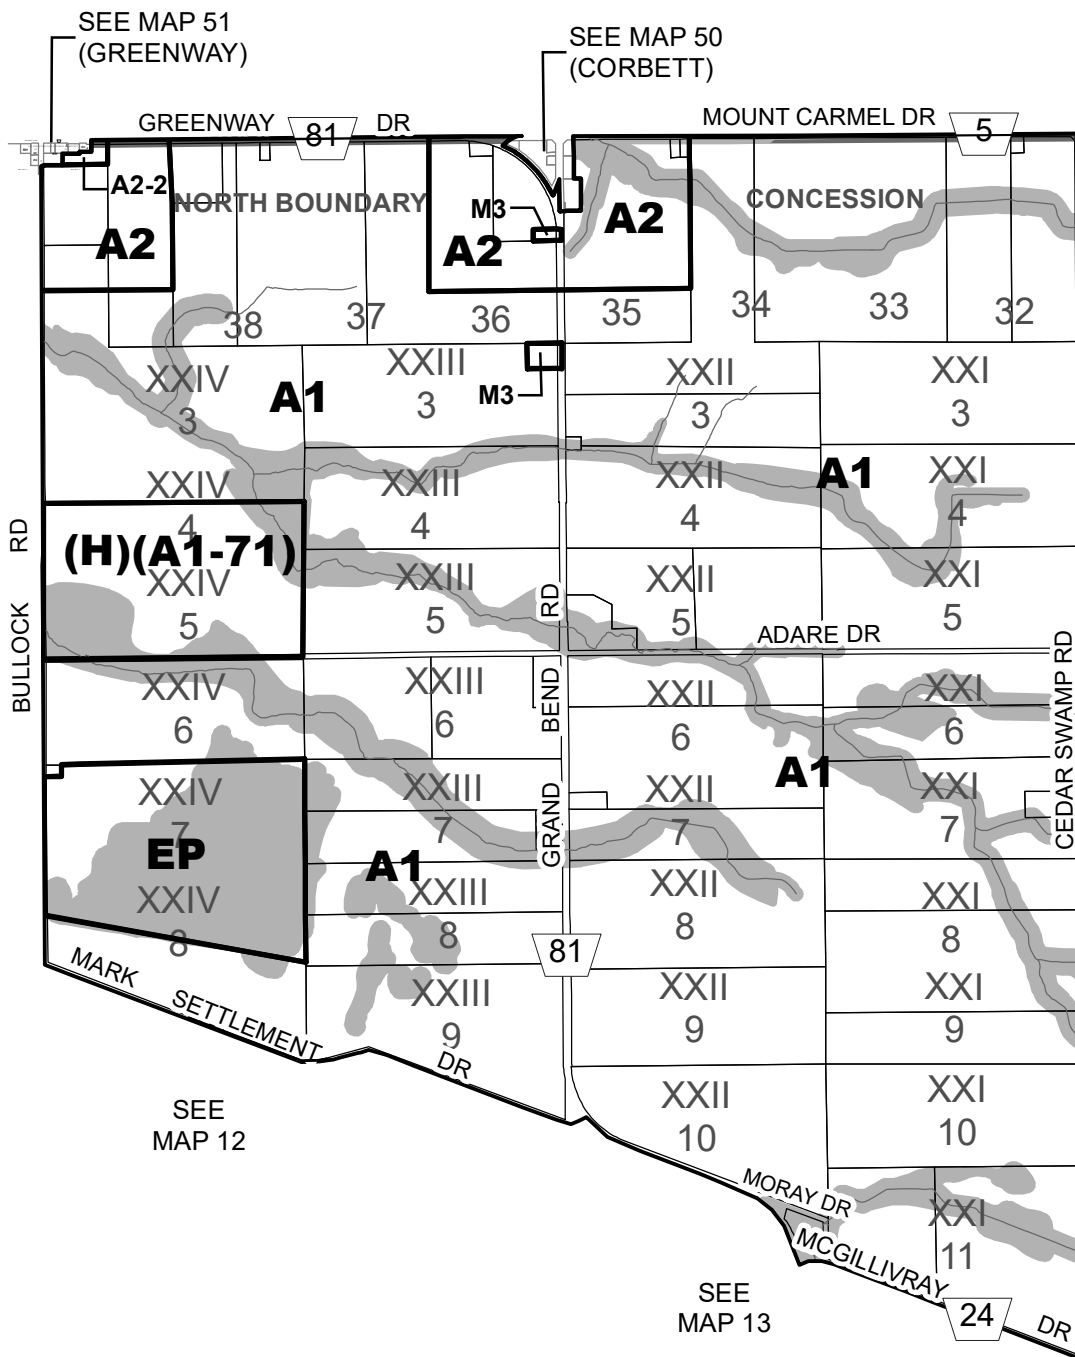 SEE MAP 51
(GREENWAY)
SEE MAP 50
(CORBETT)
GREENWAY 81 DR
MOUNT CARMEL DR 5
A2-2
NORTH BOUNDARY
CONCESSION
M3
A2
A2
A2
38
37
36
35
34
33
32
XXIV
3
A1
XXIII
3
M3
XXII
3
XXI
3
XXIV
4
XXIII
4
XXII
4
A1
XXI
4
(H)(A1-71)
XXIV
5
XXIII
5
XXII
5
XXI
5
BULLOCK RD
ADARE DR
CEDAR SWAMP RD
GRAND BEND RD
XXIV
6
XXIII
6
XXII
6
XXI
6
A1
XXIV
7
EP
XXIII
7
XXII
7
XXI
7
XXIV
8
A1
XXIII
8
XXII
8
XXI
8
81
MARK SETTLEMENT DR
XXIII
9
XXII
9
XXI
9
XXII
10
XXI
10
SEE
MAP 12
MORAY DR
XXI
11
MCGILLIVRAY 24 DR
SEE
MAP 13